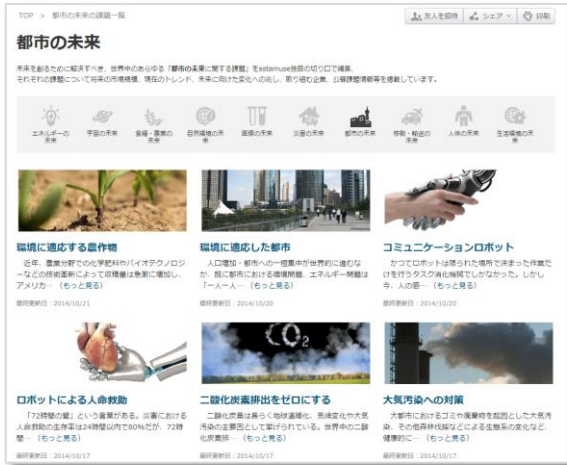 TOP > 都市の未来の課題一覧
友人を招待
シェア
印刷
都市の未来
未来を創るために解決すべき、世界中のあらゆる「都市の未来に関する課題」をastamuse独自の切り口で編集。
それぞれの課題について将来の市場規模、現在のトレンド、未来に向けた変化への兆し、取り組む企業、公募課題情報等を搭載しています。
エネルギーの未来
宇宙の未来
食糧・農業の未来
自然環境の未来
医療の未来
災害の未来
都市の未来
移動・輸送の未来
人体の未来
生活環境の未来
環境に適応する農作物
近年、農業分野での化学肥料やバイオテクノロジ
ーなどの技術革新によって収穫量は急激に増加し、
アメリカ… （もっと見る）
最終更新日：2014/10/21
環境に適応した都市
人口増加・都市への一極集中が世界的に進むな
か、既に都市における環境問題、エネルギー問題は
「一人一人… （もっと見る）
最終更新日：2014/10/20
コミュニケーションロボット
かつてロボットは限られた場所で決まった作業だ
けを行うタスク消化機械でしかなかった。しかし
今、人の感… （もっと見る）
最終更新日：2014/10/20
CO2
ロボットによる人命救助
「72時間の壁」という言葉がある。災害における
人命救助の生存率は24時間以内で80%だが、72時
間… （もっと見る）
最終更新日：2014/10/17
二酸化炭素排出をゼロにする
二酸化炭素は長らく地球温暖化、気候変化や大気
汚染の主要因として挙げられている。世界中の二酸
化炭素排… （もっと見る）
最終更新日：2014/10/17
大気汚染への対策
大都市におけるゴミや廃棄物を起因とした大気汚
染、その他森林伐採などによる生態系の変化など、
健康的に… （もっと見る）
最終更新日：2014/10/17